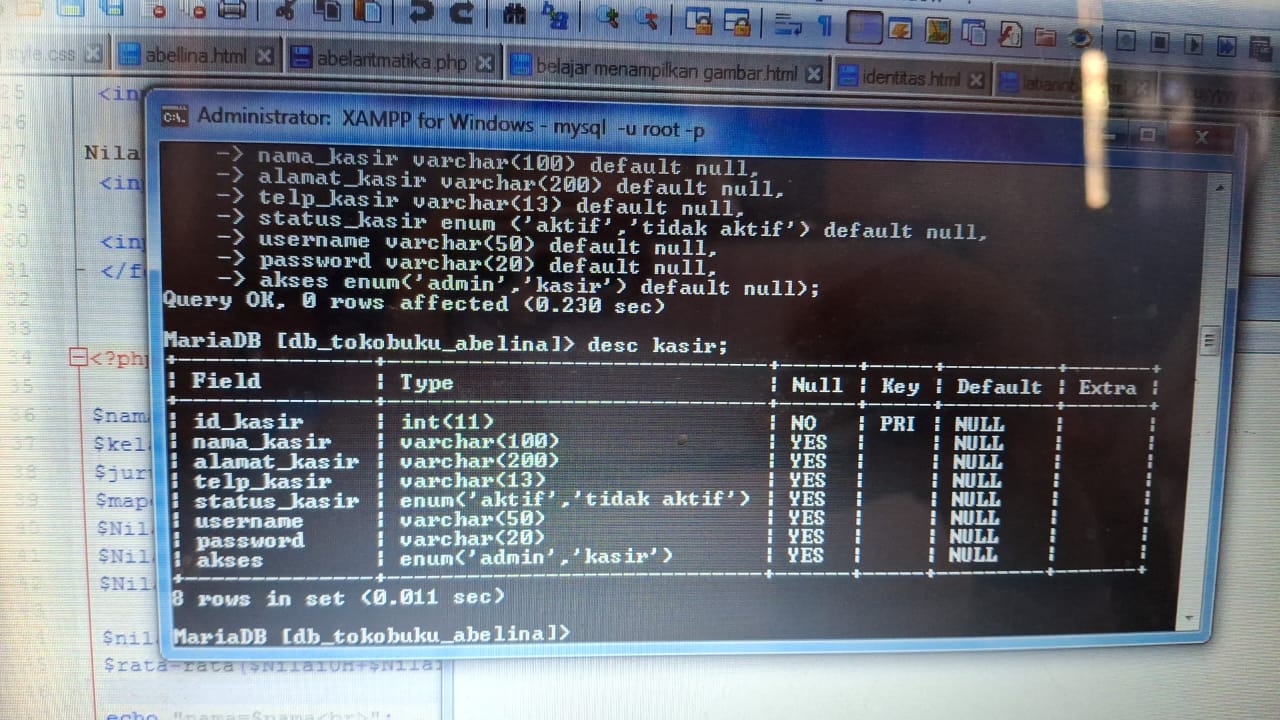 style.css abellina.html abelaritmatika.php belajar menampilkan gambar.html identitas.html
Administrator: XAMPP for Windows - mysql -u root -p
-> nama_kasir varchar(100) default null,
-> alamat_kasir varchar(200) default null,
-> telp_kasir varchar(13) default null,
-> status_kasir enum ('aktif','tidak aktif') default null,
-> username varchar(50) default null,
-> password varchar(20) default null,
-> akses enum('admin','kasir') default null);
Query OK, 0 rows affected (0.230 sec)
MariaDB [db_tokobuku_abelina]> desc kasir;
+--------------+-----------------------------+------+-----+---------+-------+
| Field | Type | Null | Key | Default | Extra |
+--------------+-----------------------------+------+-----+---------+-------+
| id_kasir | int(11) | NO | PRI | NULL | |
| nama_kasir | varchar(100) | YES | | NULL | |
| alamat_kasir | varchar(200) | YES | | NULL | |
| telp_kasir | varchar(13) | YES | | NULL | |
| status_kasir | enum('aktif','tidak aktif') | YES | | NULL | |
| username | varchar(50) | YES | | NULL | |
| password | varchar(20) | YES | | NULL | |
| akses | enum('admin','kasir') | YES | | NULL | |
+--------------+-----------------------------+------+-----+---------+-------+
8 rows in set (0.011 sec)
MariaDB [db_tokobuku_abelina]>
25 <in
26
27 Nila
28 <in
29
30 <in
31 </f
32
33
34 <?php
35
36 $nam
37 $kel
38 $jur
$map
$Nil
$Nil
$Nil
$nil
$rata-rata($NilaiUH+$Nila
echo "nama=$nama<br>";